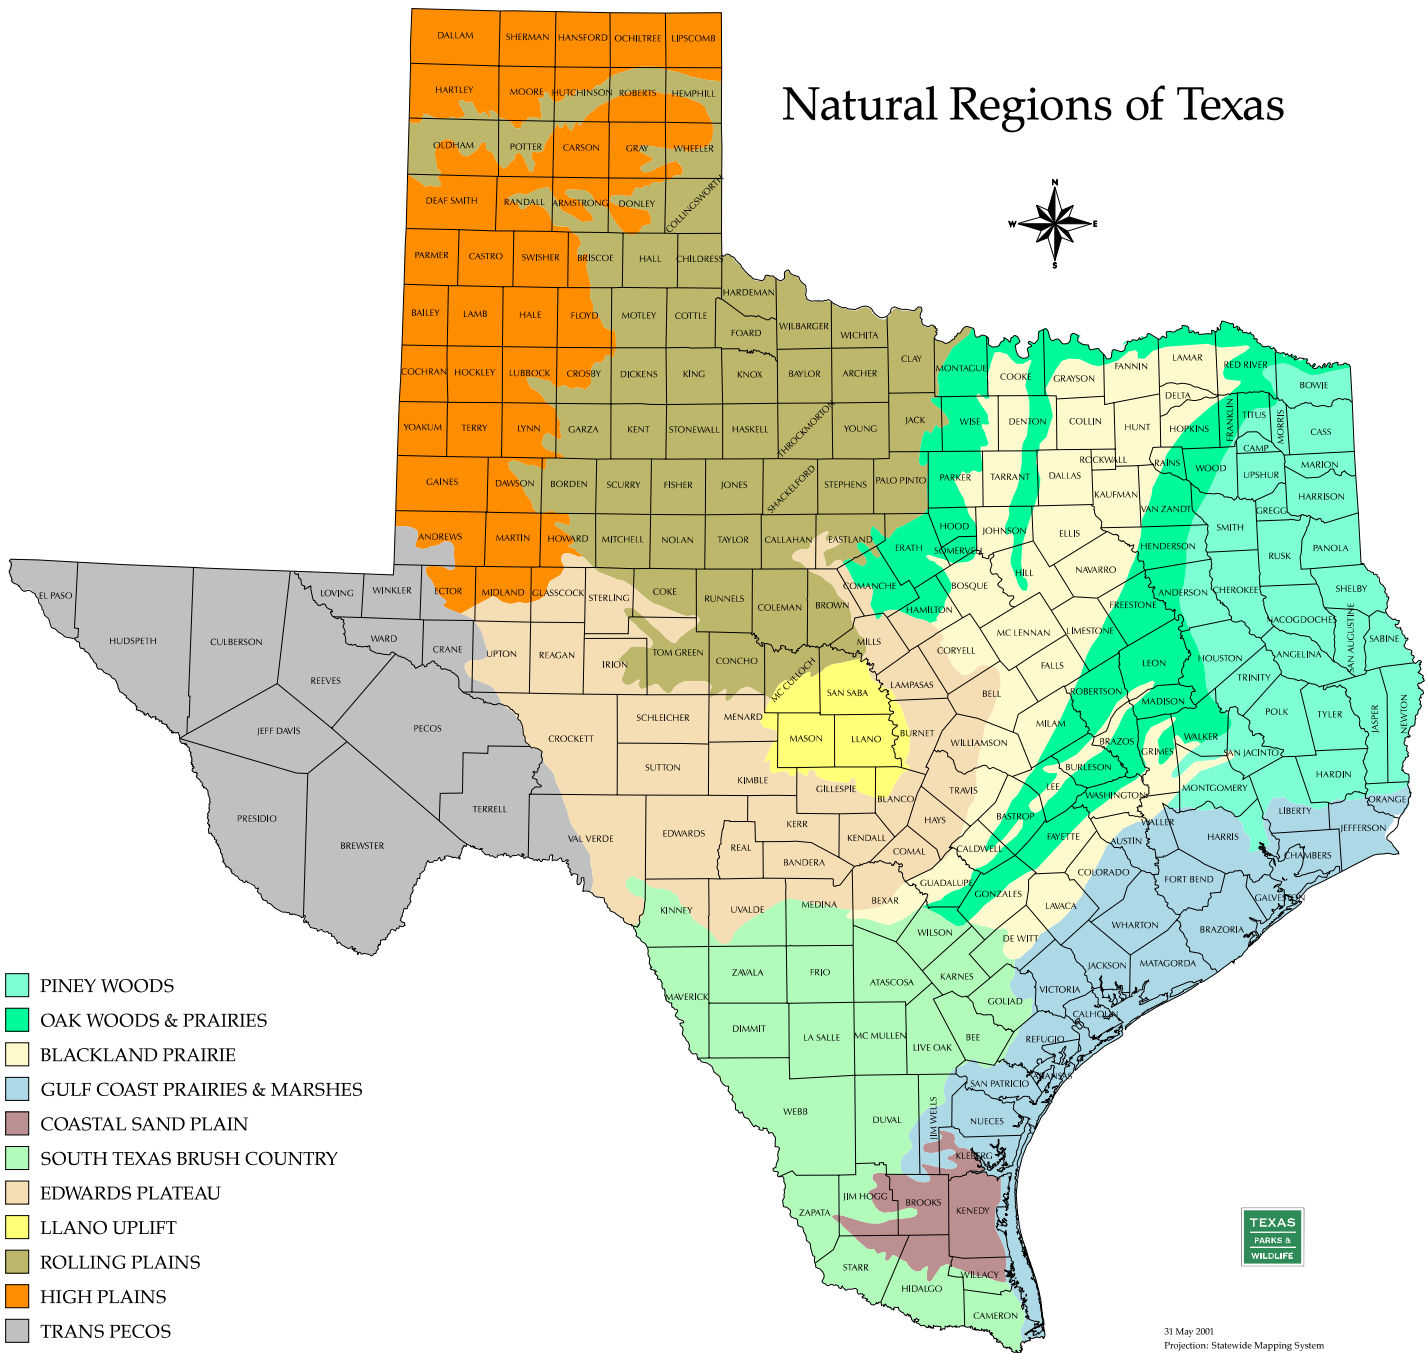 Natural Regions of Texas
N
W
E
S
DALLAM
SHERMAN
HANSFORD
OCHILTREE
LIPSCOMB
HARTLEY
MOORE
HUTCHINSON
ROBERTS
HEMPHILL
OLDHAM
POTTER
CARSON
GRAY
WHEELER
DEAF SMITH
RANDALL
ARMSTRONG
DONLEY
COLLINGSWORTH
PARMER
CASTRO
SWISHER
BRISCOE
HALL
CHILDRESS
HARDEMAN
BAILEY
LAMB
HALE
FLOYD
MOTLEY
COTTLE
FOARD
WILBARGER
WICHITA
CLAY
MONTAGUE
COOKE
GRAYSON
FANNIN
LAMAR
RED RIVER
BOWIE
COCHRAN
HOCKLEY
LUBBOCK
CROSBY
DICKENS
KING
KNOX
BAYLOR
ARCHER
DELTA
YOAKUM
TERRY
LYNN
GARZA
KENT
STONEWALL
HASKELL
THROCKMORTON
YOUNG
JACK
WISE
DENTON
COLLIN
HUNT
HOPKINS
FRANKLIN
TITUS
MORRIS
CASS
CAMP
GAINES
DAWSON
BORDEN
SCURRY
FISHER
JONES
SHACKELFORD
STEPHENS
PALO PINTO
PARKER
TARRANT
DALLAS
ROCKWALL
KAUFMAN
RAINS
WOOD
UPSHUR
MARION
HARRISON
VAN ZANDT
GREGG
ANDREWS
MARTIN
HOWARD
MITCHELL
NOLAN
TAYLOR
CALLAHAN
EASTLAND
ERATH
HOOD
SOMERVELL
JOHNSON
ELLIS
HENDERSON
SMITH
RUSK
PANOLA
EL PASO
HUDSPETH
CULBERSON
LOVING
WINKLER
ECTOR
MIDLAND
GLASSCOCK
STERLING
COKE
RUNNELS
COLEMAN
BROWN
COMANCHE
HAMILTON
BOSQUE
HILL
NAVARRO
FREESTONE
ANDERSON
CHEROKEE
NACOGDOCHES
SHELBY
SAN AUGUSTINE
SABINE
REEVES
WARD
CRANE
UPTON
REAGAN
IRION
TOM GREEN
CONCHO
MC CULLOCH
SAN SABA
MILLS
LAMPASAS
CORYELL
MC LENNAN
LIMESTONE
FALLS
BELL
LEON
HOUSTON
ANGELINA
TRINITY
JEFF DAVIS
PECOS
CROCKETT
SCHLEICHER
MENARD
MASON
LLANO
BURNET
WILLIAMSON
MILAM
ROBERTSON
MADISON
BRAZOS
GRIMES
WALKER
POLK
TYLER
JASPER
NEWTON
SAN JACINTO
HARDIN
PRESIDIO
BREWSTER
TERRELL
VAL VERDE
SUTTON
KIMBLE
GILLESPIE
BLANCO
TRAVIS
LEE
BURLESON
WASHINGTON
MONTGOMERY
LIBERTY
ORANGE
JEFFERSON
EDWARDS
REAL
KERR
KENDALL
BANDERA
HAYS
COMAL
CALDWELL
BASTROP
FAYETTE
AUSTIN
WALLER
HARRIS
CHAMBERS
KINNEY
UVALDE
MEDINA
BEXAR
GUADALUPE
GONZALES
LAVACA
COLORADO
FORT BEND
GALVESTON
WHARTON
BRAZORIA
WILSON
DE WITT
MAVERICK
ZAVALA
FRIO
ATASCOSA
KARNES
GOLIAD
VICTORIA
JACKSON
MATAGORDA
CALHOUN
DIMMIT
LA SALLE
MC MULLEN
LIVE OAK
BEE
REFUGIO
ARANSAS
SAN PATRICIO
WEBB
DUVAL
JIM WELLS
NUECES
KLEBERG
ZAPATA
JIM HOGG
BROOKS
KENEDY
STARR
HIDALGO
WILLACY
CAMERON
PINEY WOODS
OAK WOODS & PRAIRIES
BLACKLAND PRAIRIE
GULF COAST PRAIRIES & MARSHES
COASTAL SAND PLAIN
SOUTH TEXAS BRUSH COUNTRY
EDWARDS PLATEAU
LLANO UPLIFT
ROLLING PLAINS
HIGH PLAINS
TRANS PECOS
TEXAS
PARKS &
WILDLIFE
31 May 2001
Projection: Statewide Mapping System